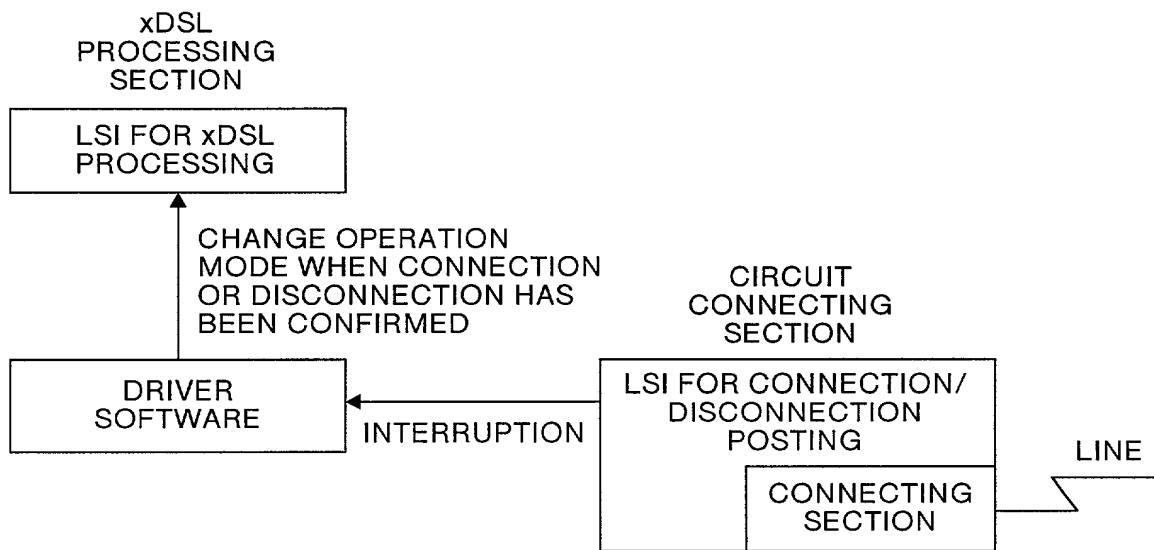 xDSL
PROCESSING
SECTION
LSI FOR xDSL
PROCESSING
CHANGE OPERATION
MODE WHEN CONNECTION
OR DISCONNECTION HAS
BEEN CONFIRMED
CIRCUIT
CONNECTING
SECTION
DRIVER
SOFTWARE
INTERRUPTION
LSI FOR CONNECTION/
DISCONNECTION
POSTING
LINE
CONNECTING
SECTION